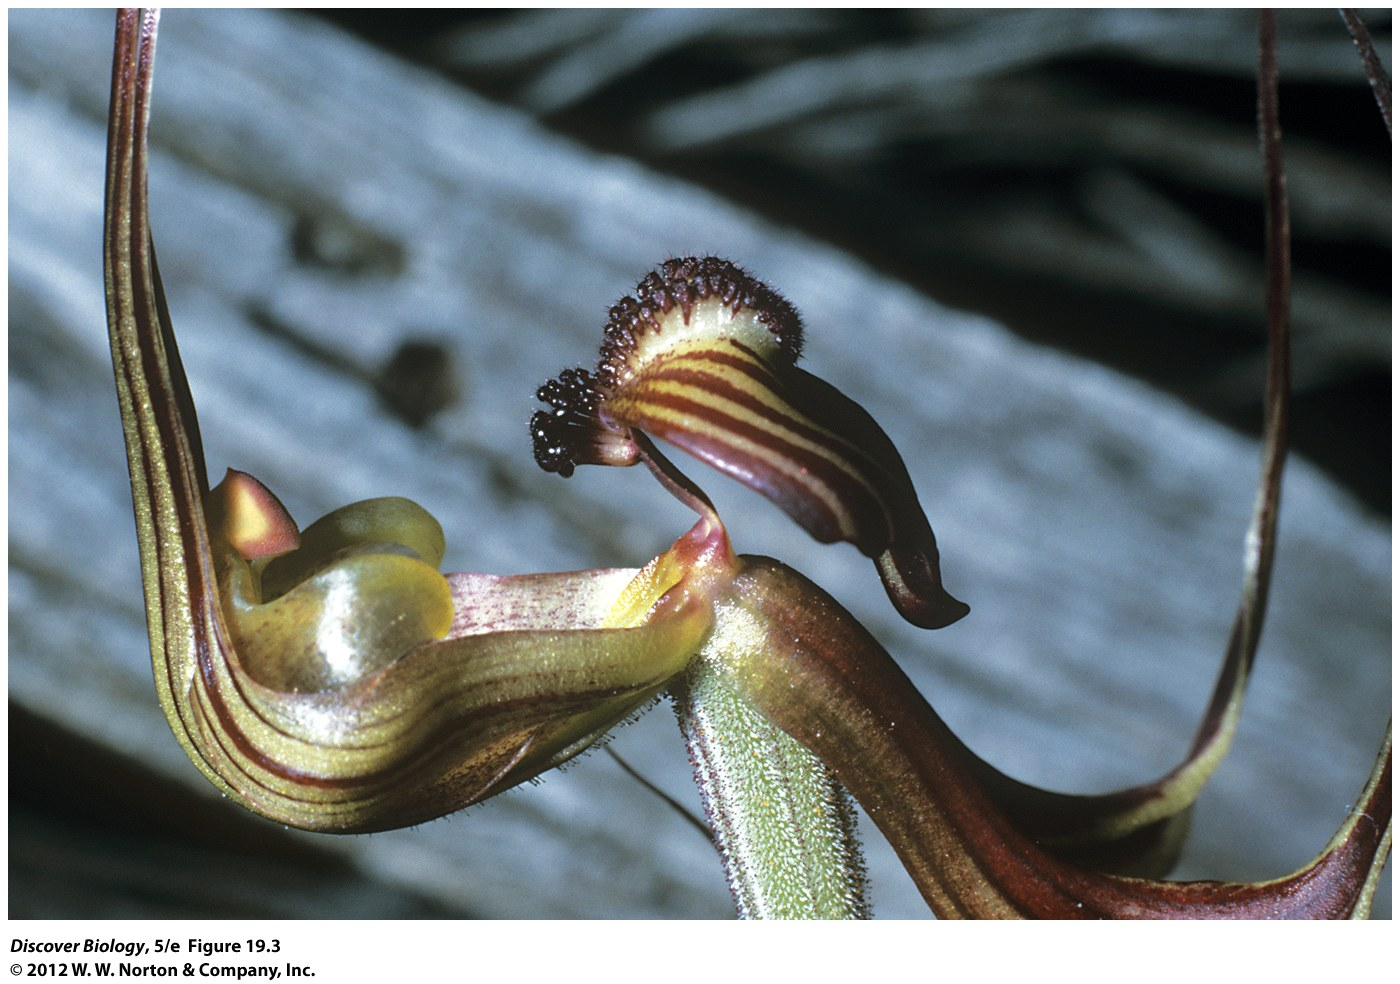 Discover Biology, 5/e Figure 19.3
© 2012 W. W. Norton & Company, Inc.